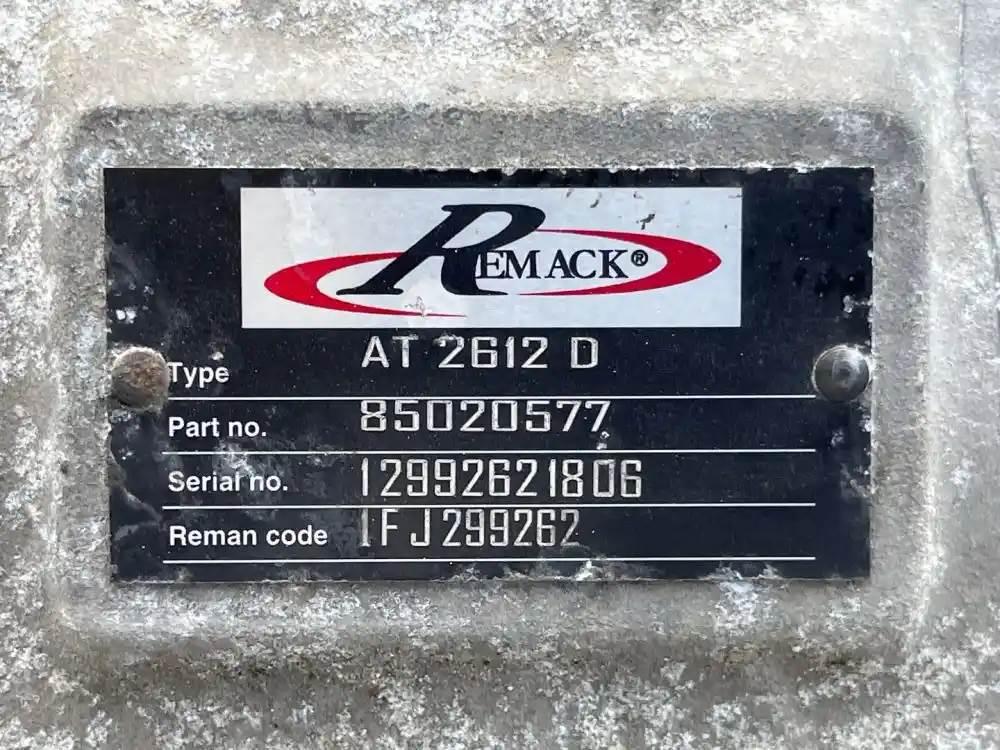 REMACK®
Type AT 2612 D
Part no. 85020577
Serial no. 12992621806
Reman code 1FJ299262